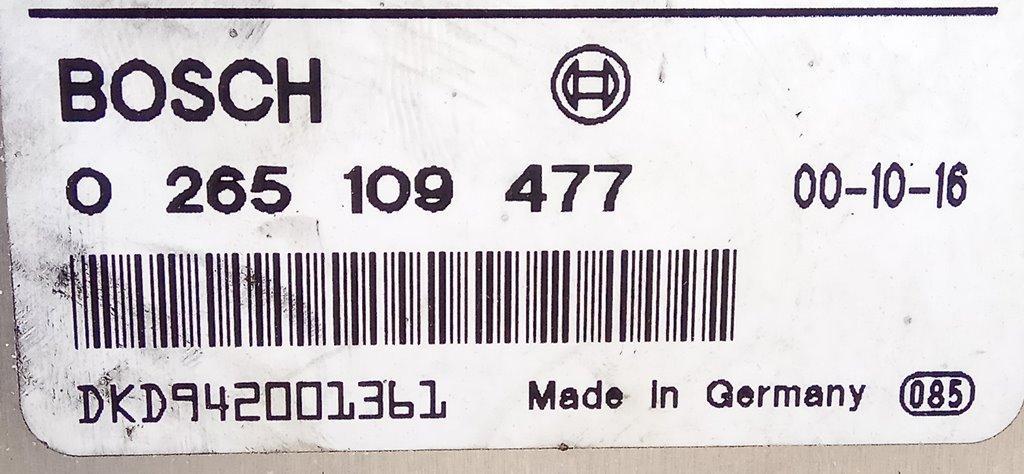 BOSCH
0 265 109 477 00-10-16
DKD942001361 Made in Germany 085